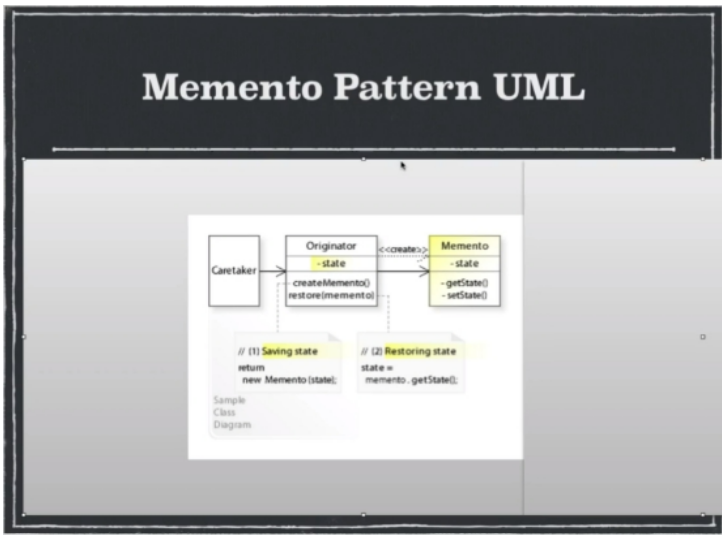 Memento Pattern UML
Caretaker
Originator
- state
createMemento()
restore(memento)
<<create>>
Memento
- state
- getState()
- setState()
// (1) Saving state
return
new Memento (state);
// (2) Restoring state
state =
memento . getState();
Sample
Class
Diagram